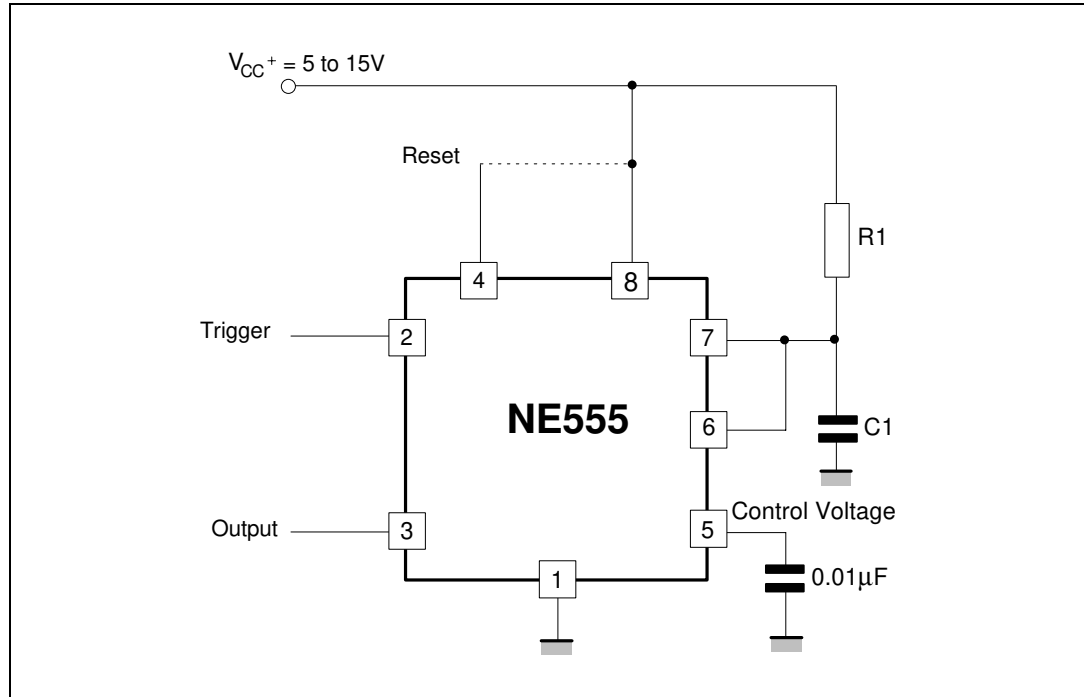 VCC+ = 5 to 15V
Reset
R1
4
8
Trigger
2
7
NE555
6
C1
Control Voltage
Output
3
5
1
0.01μF